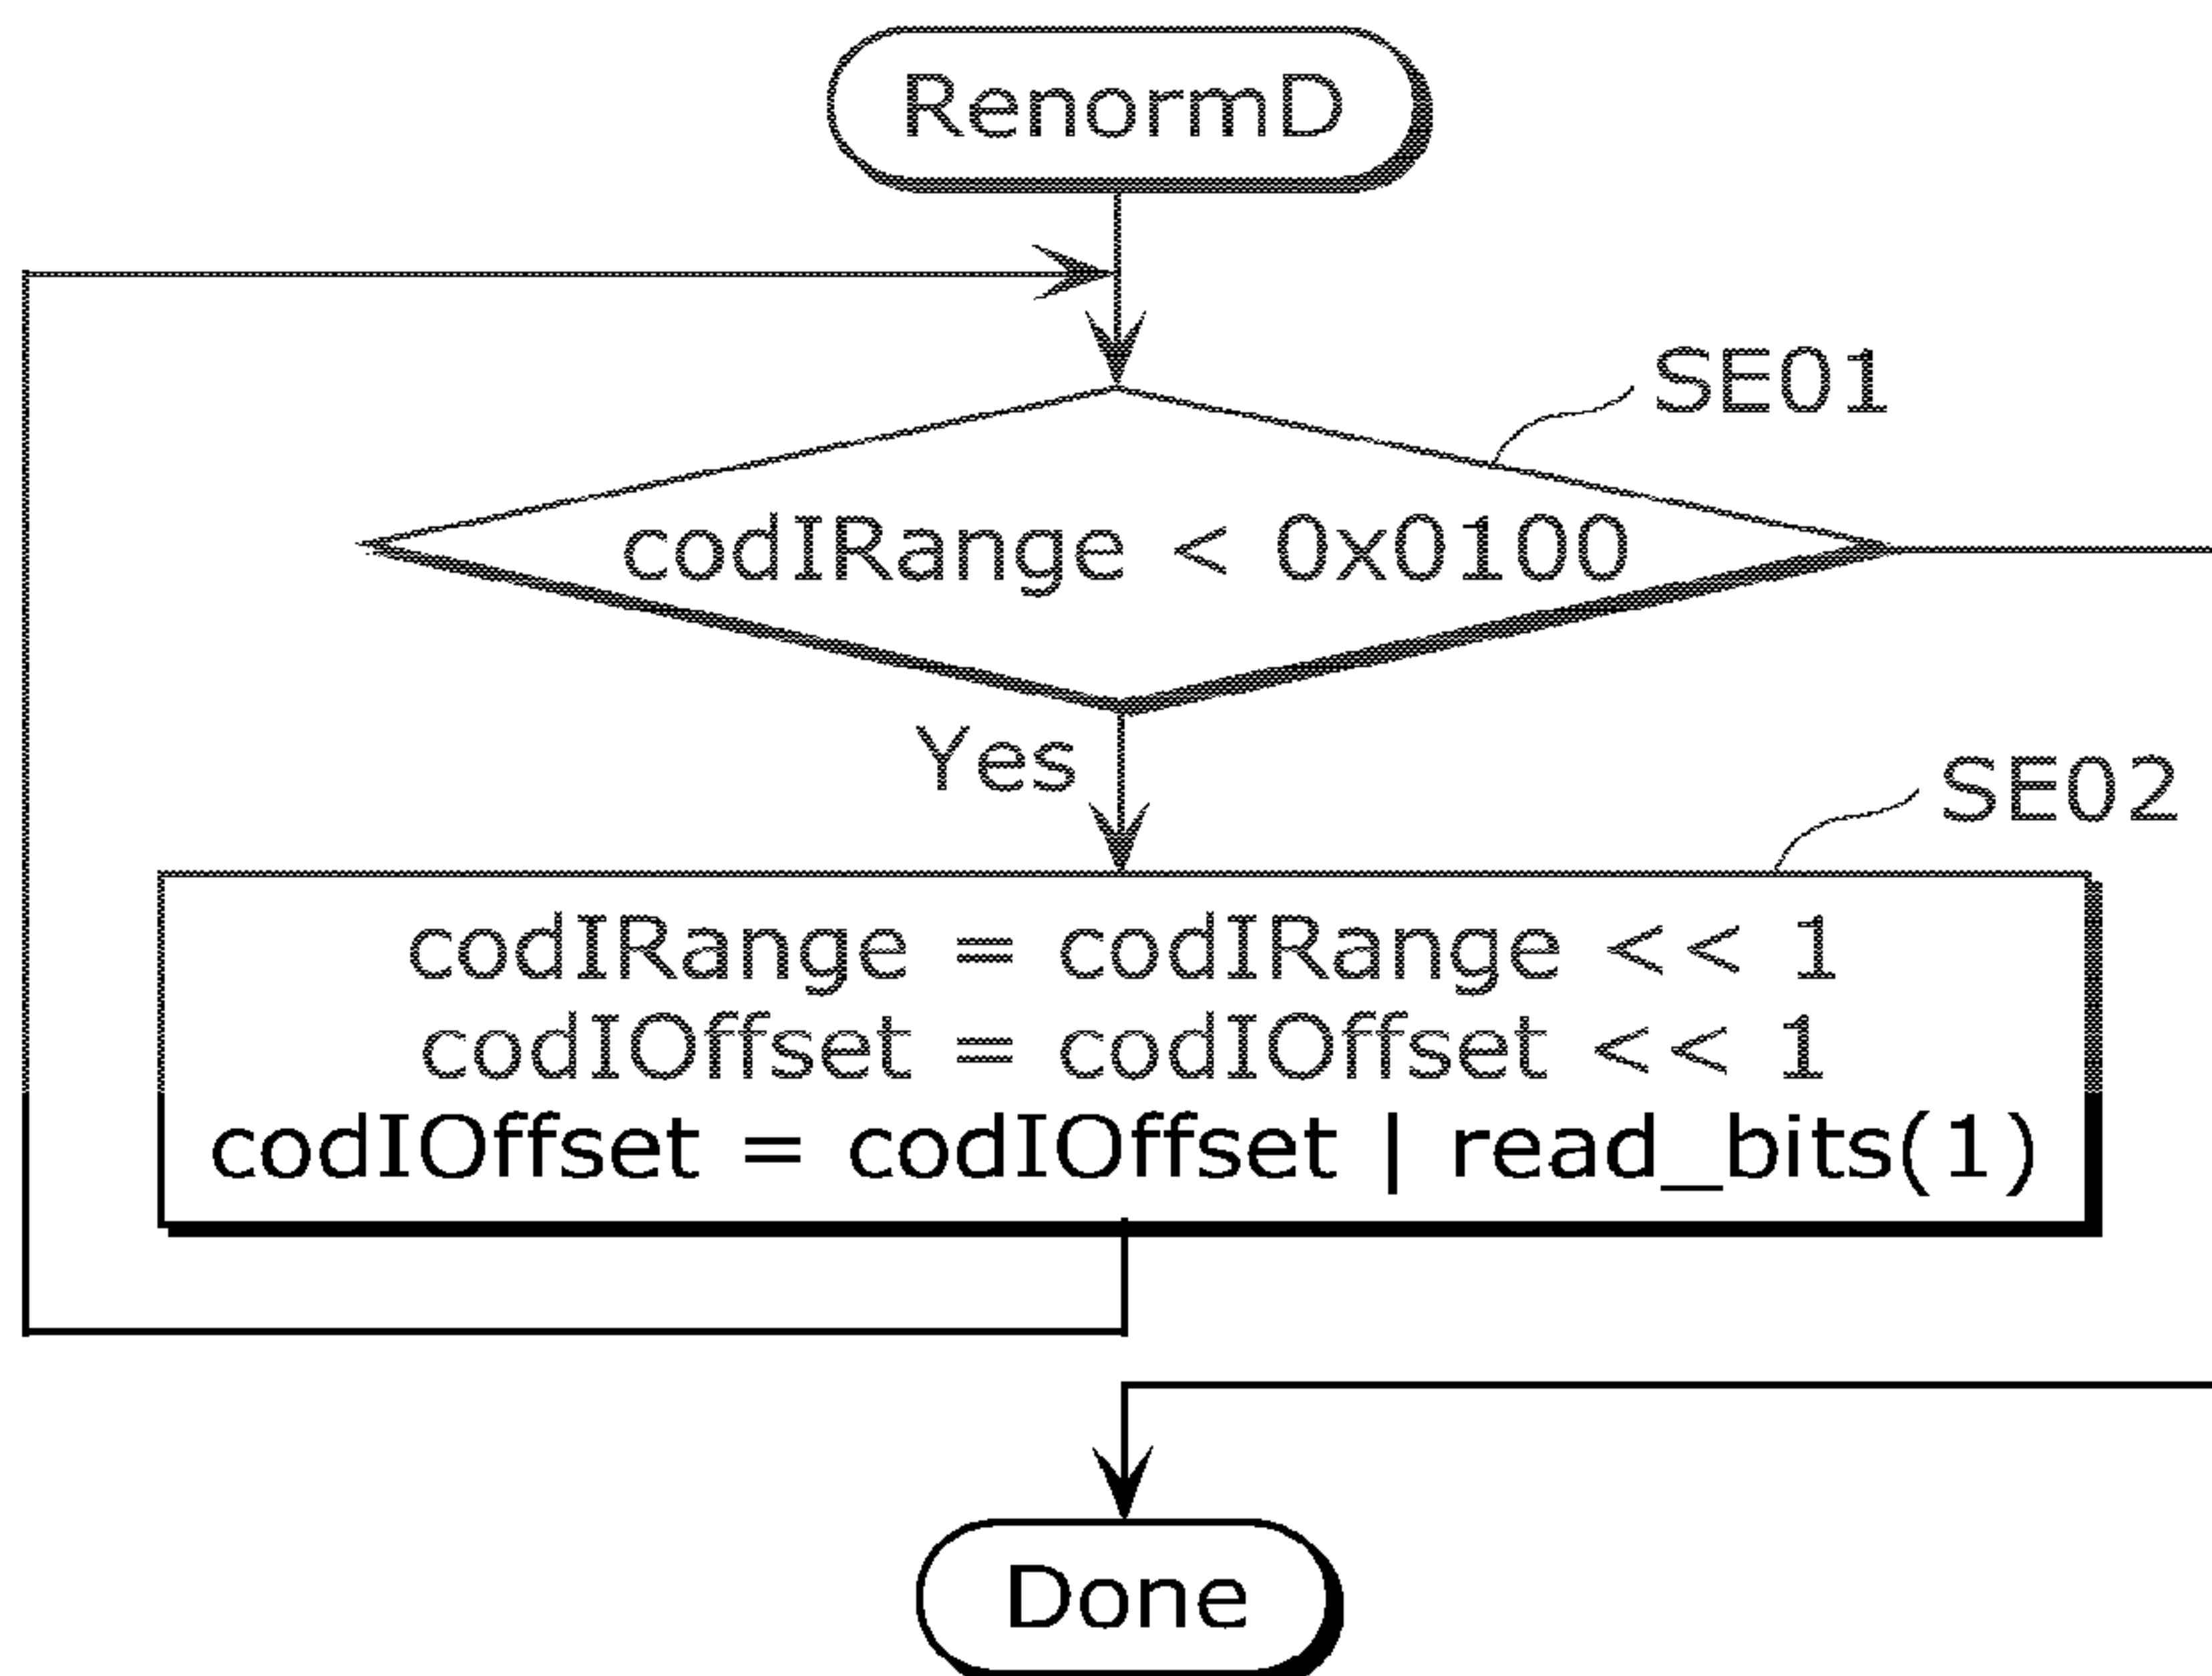 RenormD
SE01
codIRange < 0x0100
Yes
SE02
codIRange = codIRange << 1
codIOffset = codIOffset << 1
codIOffset = codIOffset | read_bits(1)
Done